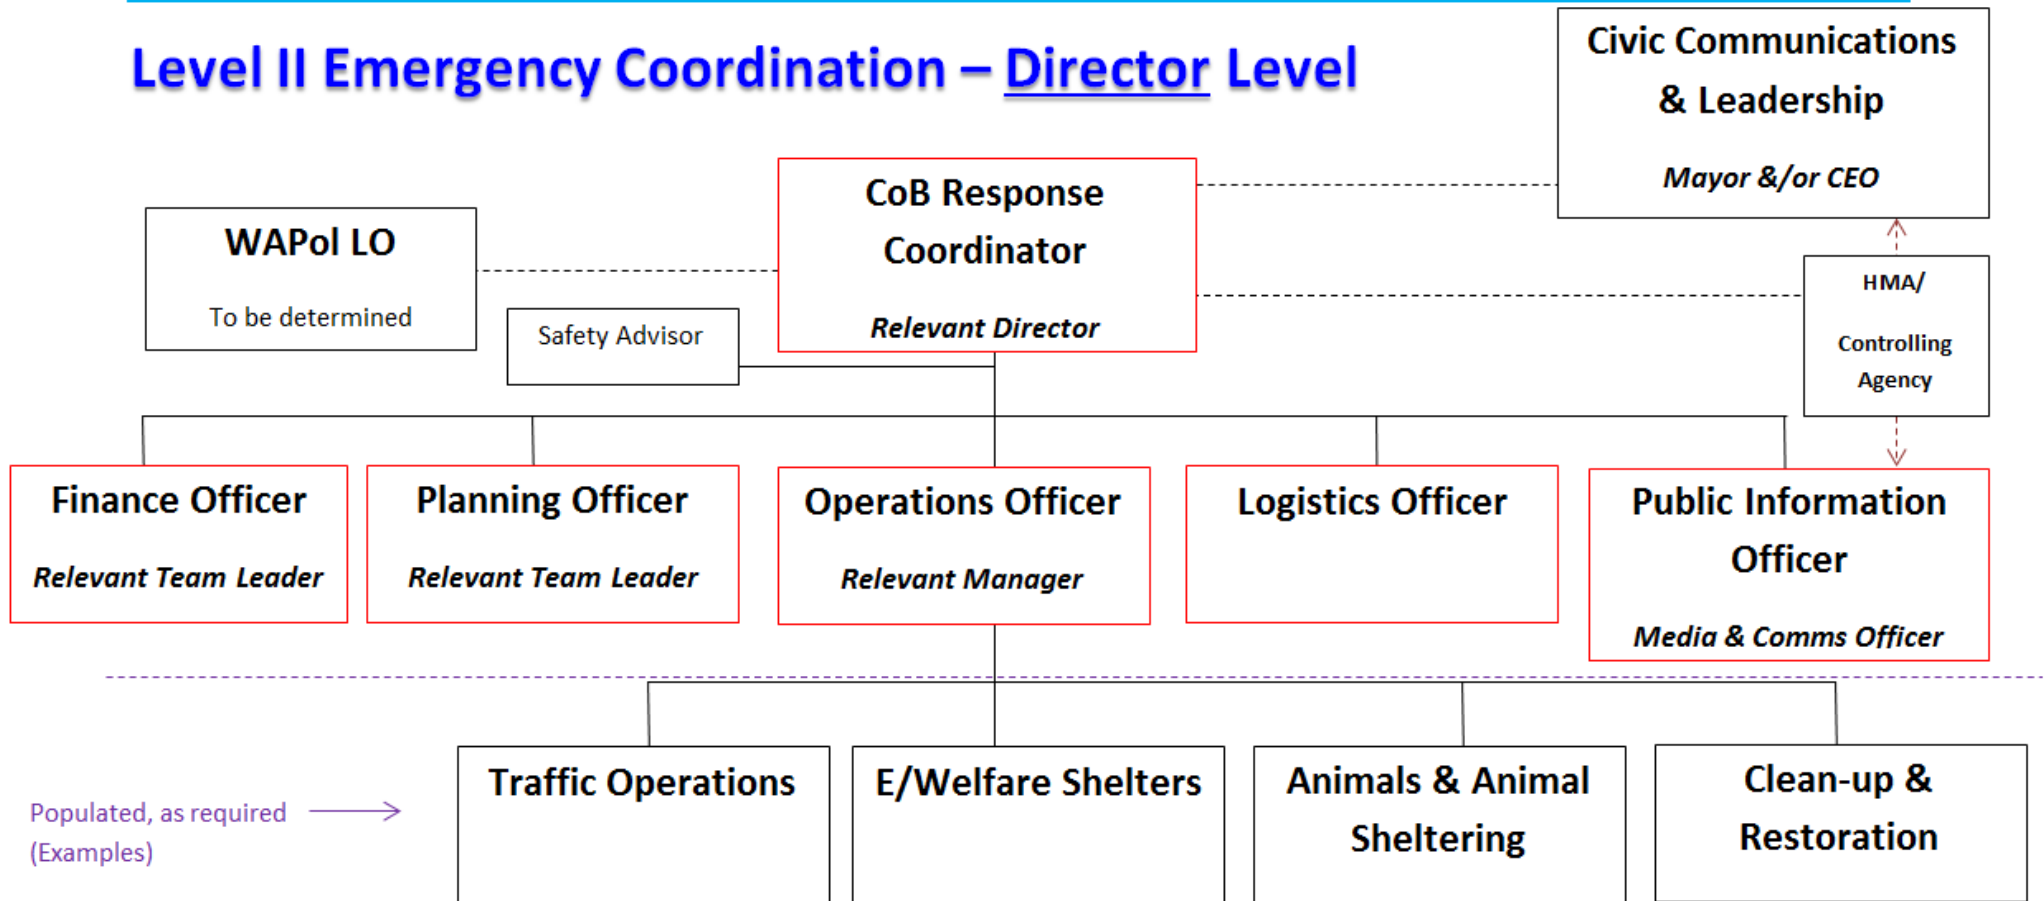 Level II Emergency Coordination – Director Level
Civic Communications
& Leadership
Mayor &/or CEO
CoB Response
Coordinator
Relevant Director
WAPol LO
To be determined
Safety Advisor
HMA/
Controlling
Agency
Finance Officer
Relevant Team Leader
Planning Officer
Relevant Team Leader
Operations Officer
Relevant Manager
Logistics Officer
Public Information
Officer
Media & Comms Officer
Populated, as required
(Examples)
Traffic Operations
E/Welfare Shelters
Animals & Animal
Sheltering
Clean-up &
Restoration